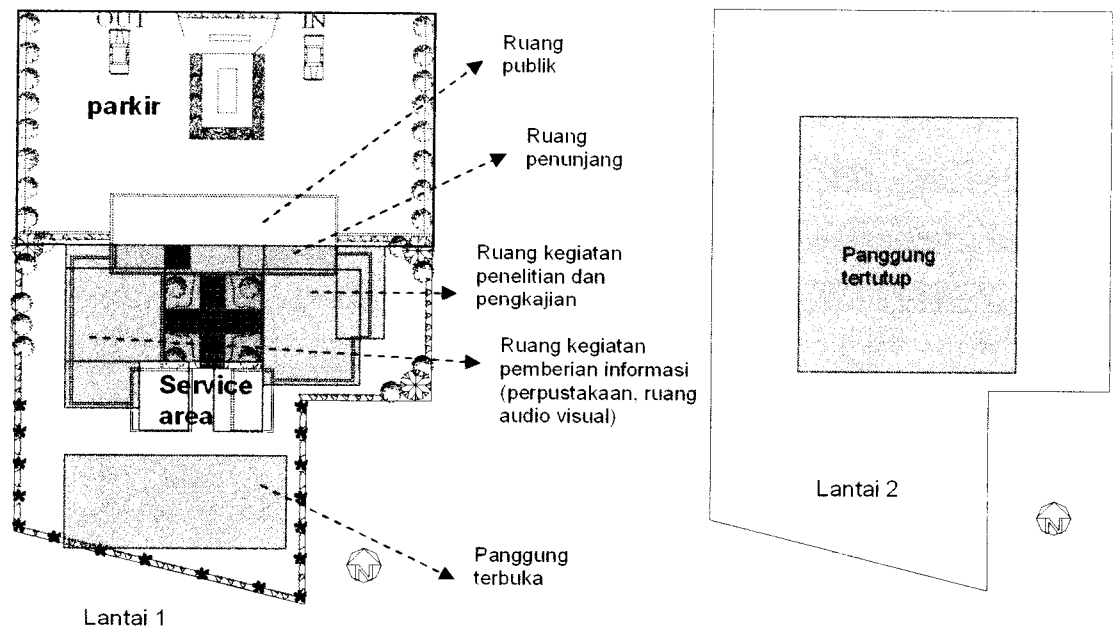 OUT
IN
parkir
Ruang
publik
Ruang
penunjang
Ruang kegiatan
penelitian dan
pengkajian
Ruang kegiatan
pemberian informasi
(perpustakaan, ruang
audio visual)
Service
area
Panggung
terbuka
N
Lantai 1
Panggung
tertutup
Lantai 2
N